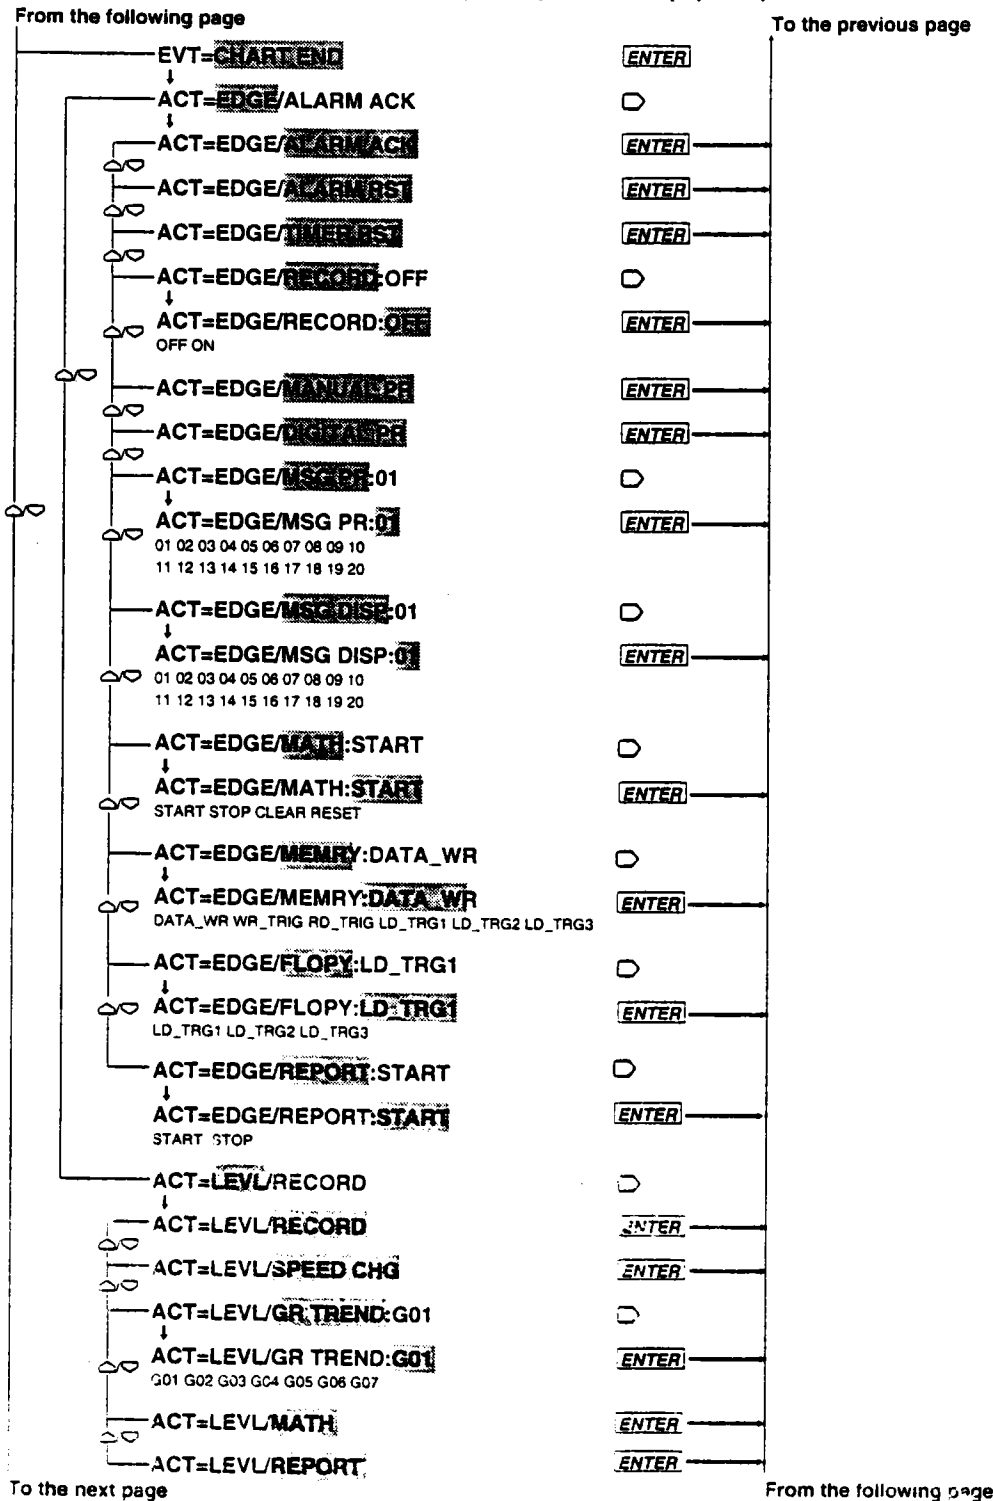 From the following page
To the previous page
EVT=CHART END ENTER
ACT=EDGE/ALARM ACK
ACT=EDGE/ALARM ACK ENTER
ACT=EDGE/ALARM RST ENTER
ACT=EDGE/TIMER RST ENTER
ACT=EDGE/RECORD:OFF
ACT=EDGE/RECORD:OFF ENTER
OFF ON
ACT=EDGE/MANUAL PR ENTER
ACT=EDGE/DIGITAL PR ENTER
ACT=EDGE/MSG PR:01
ACT=EDGE/MSG PR:01 ENTER
01 02 03 04 05 06 07 08 09 10
11 12 13 14 15 16 17 18 19 20
ACT=EDGE/MSG DISP:01
ACT=EDGE/MSG DISP:01 ENTER
01 02 03 04 05 06 07 08 09 10
11 12 13 14 15 16 17 18 19 20
ACT=EDGE/MATH:START
ACT=EDGE/MATH:START ENTER
START STOP CLEAR RESET
ACT=EDGE/MEMRY:DATA_WR
ACT=EDGE/MEMRY:DATA_WR ENTER
DATA_WR WR_TRIG RD_TRIG LD_TRG1 LD_TRG2 LD_TRG3
ACT=EDGE/FLOPY:LD_TRG1
ACT=EDGE/FLOPY:LD_TRG1 ENTER
LD_TRG1 LD_TRG2 LD_TRG3
ACT=EDGE/REPORT:START
ACT=EDGE/REPORT:START ENTER
START STOP
ACT=LEVL/RECORD
ACT=LEVL/RECORD ENTER
ACT=LEVL/SPEED CHG ENTER
ACT=LEVL/GR TREND:G01
ACT=LEVL/GR TREND:G01 ENTER
G01 G02 G03 G04 G05 G06 G07
ACT=LEVL/MATH ENTER
ACT=LEVL/REPORT ENTER
To the next page
From the following page